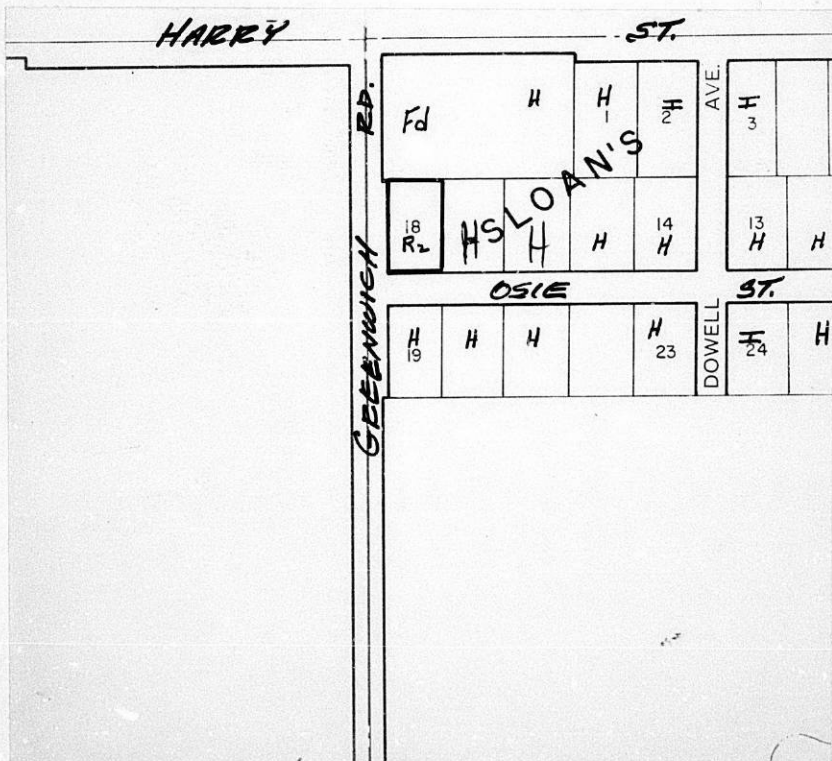 HARRY ST.
GREENWICH RD.
DOWELL AVE.
Fd H H H H
1 2 3
SLOAN'S
18 14 13
R2 H H H H H H
OSIE ST.
H H H H H H
19 23 24